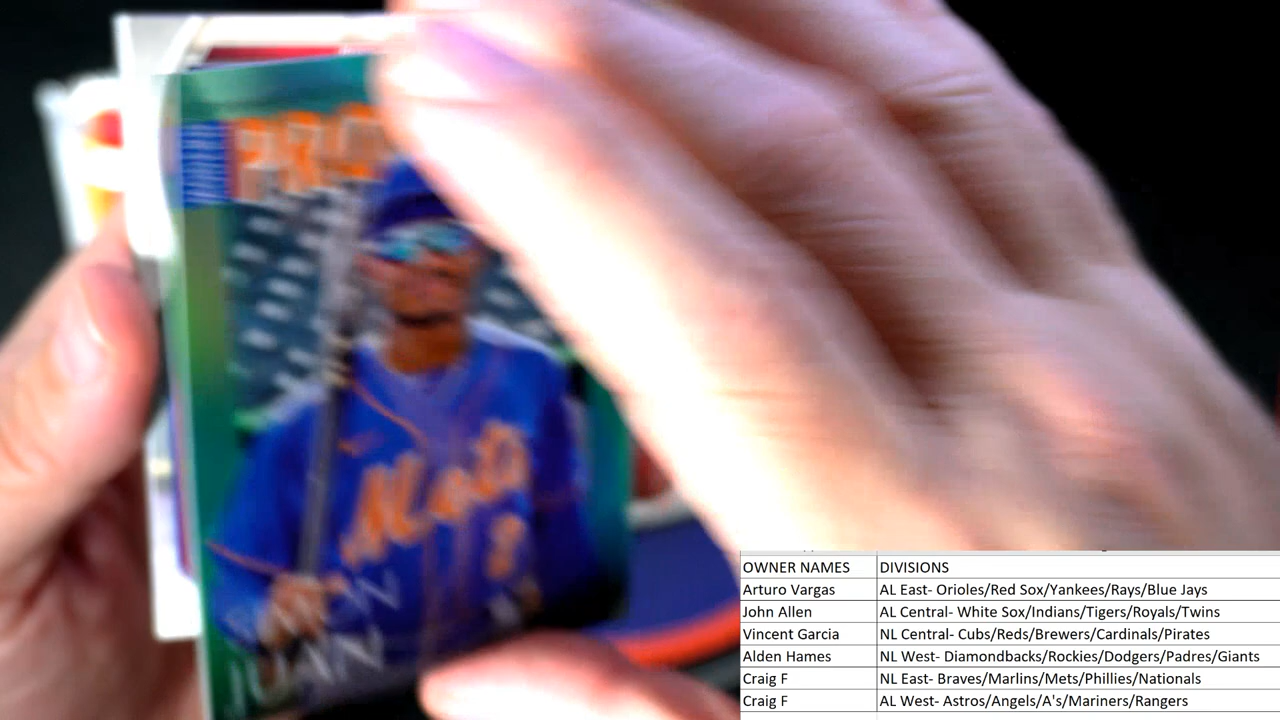 Mets
JUAN
OWNER NAMES DIVISIONS
Arturo Vargas AL East- Orioles/Red Sox/Yankees/Rays/Blue Jays
John Allen AL Central- White Sox/Indians/Tigers/Royals/Twins
Vincent Garcia NL Central- Cubs/Reds/Brewers/Cardinals/Pirates
Alden Hames NL West- Diamondbacks/Rockies/Dodgers/Padres/Giants
Craig F NL East- Braves/Marlins/Mets/Phillies/Nationals
Craig F AL West- Astros/Angels/A's/Mariners/Rangers